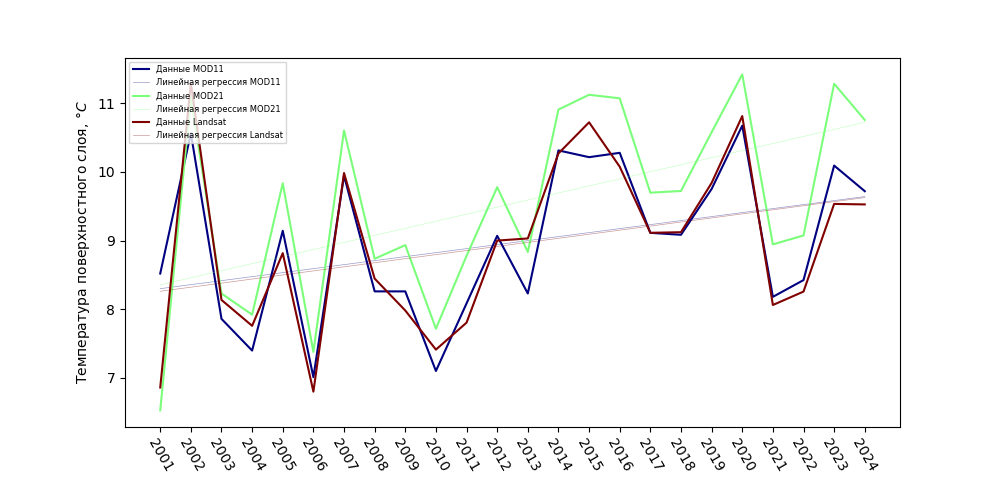 Данные MOD11
Линейная регрессия MOD11
Данные MOD21
Линейная регрессия MOD21
Данные Landsat
Линейная регрессия Landsat
Температура поверхностного слоя, °C
11
10
9
8
7
2001 2002 2003 2004 2005 2006 2007 2008 2009 2010 2011 2012 2013 2014 2015 2016 2017 2018 2019 2020 2021 2022 2023 2024